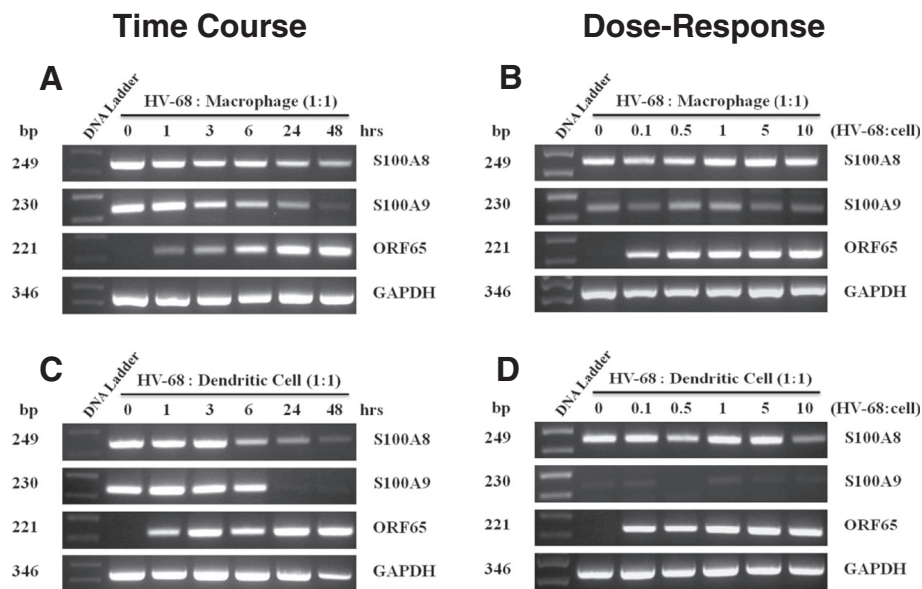 Time Course
Dose-Response
A
DNA Ladder
HV-68 : Macrophage (1:1)
bp
0 1 3 6 24 48 hrs
249 S100A8
230 S100A9
221 ORF65
346 GAPDH
B
DNA Ladder
HV-68 : Macrophage (1:1)
bp
0 0.1 0.5 1 5 10 (HV-68:cell)
249 S100A8
230 S100A9
221 ORF65
346 GAPDH
C
DNA Ladder
HV-68 : Dendritic Cell (1:1)
bp
0 1 3 6 24 48 hrs
249 S100A8
230 S100A9
221 ORF65
346 GAPDH
D
DNA Ladder
HV-68 : Dendritic Cell (1:1)
bp
0 0.1 0.5 1 5 10 (HV-68:cell)
249 S100A8
230 S100A9
221 ORF65
346 GAPDH